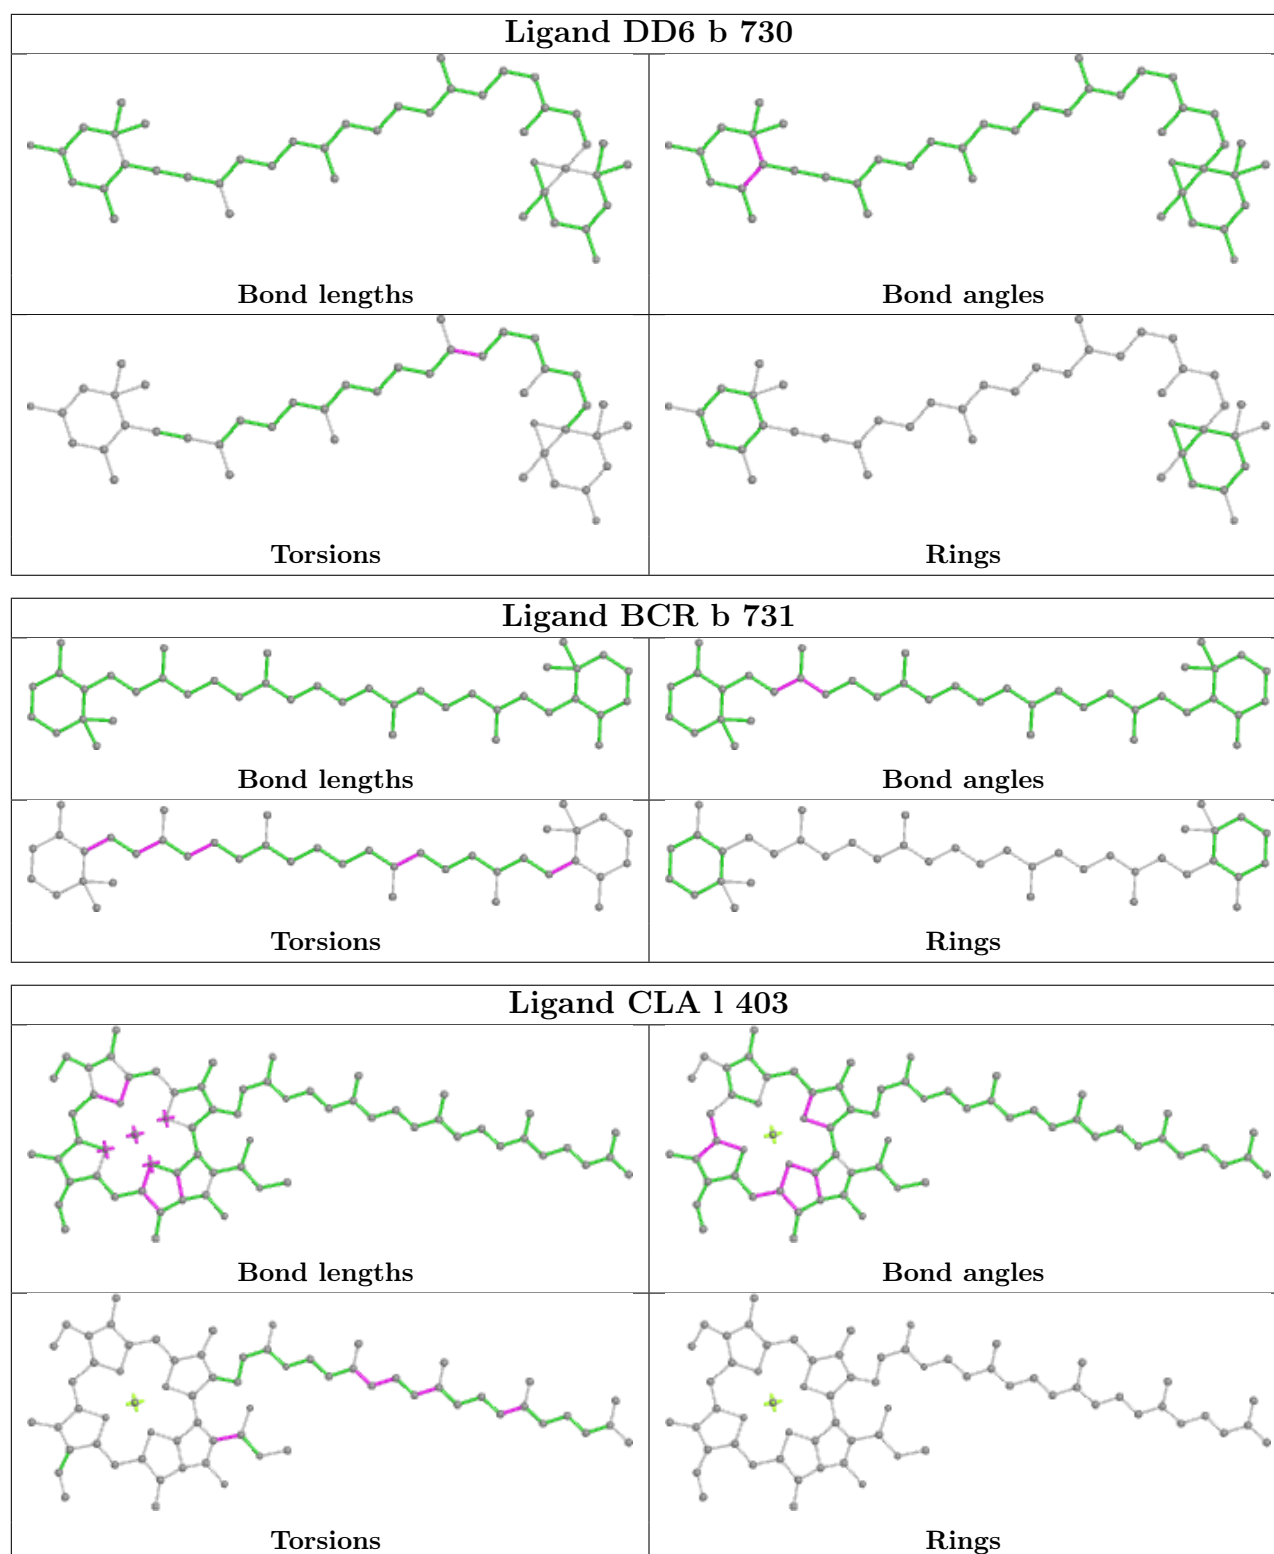 Ligand DD6 b 730
Bond lengths
Bond angles
Torsions
Rings
Ligand BCR b 731
Bond lengths
Bond angles
Torsions
Rings
Ligand CLA l 403
Bond lengths
Bond angles
Torsions
Rings